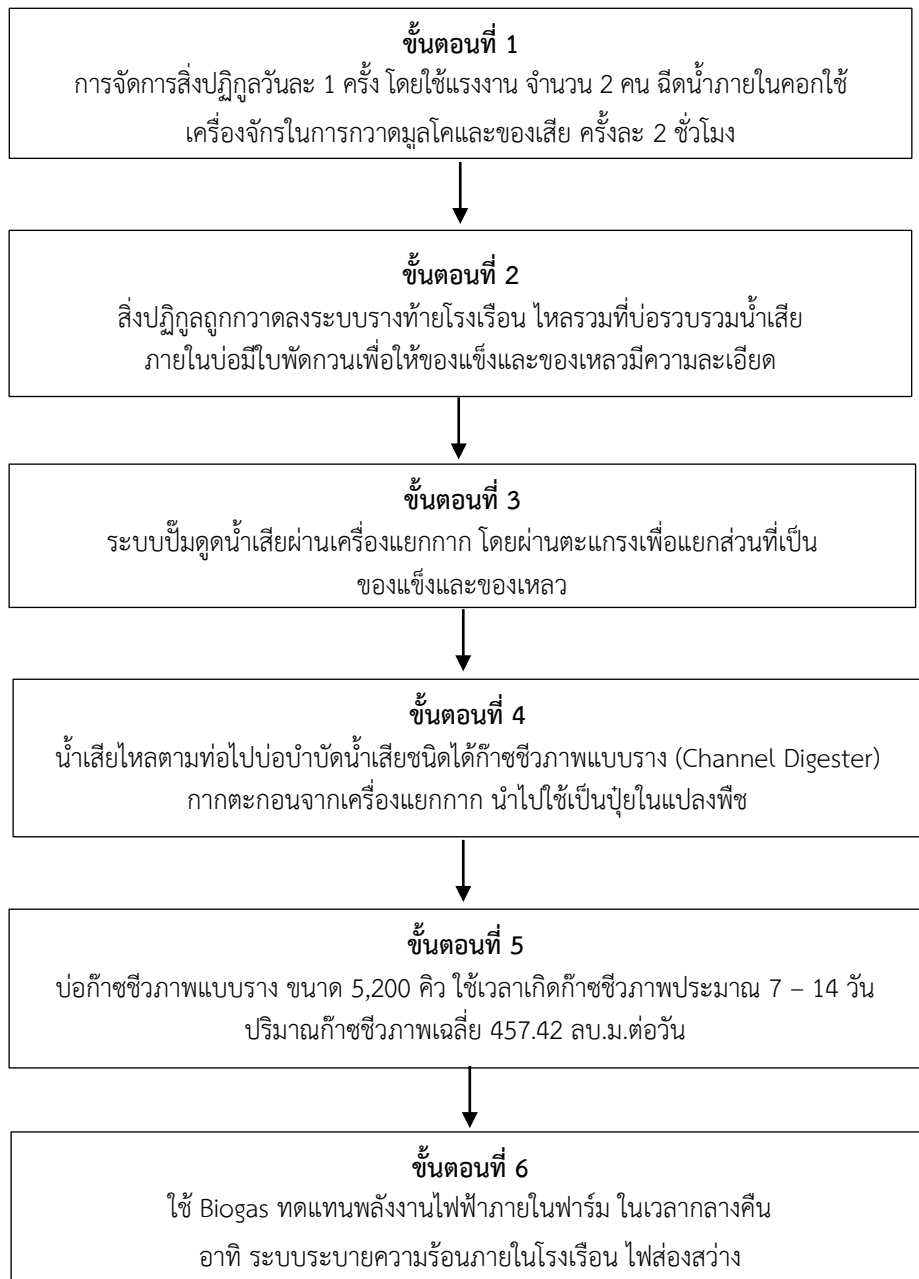 ขั้นตอนที่ 1
การจัดการสิ่งปฏิกูลวันละ 1 ครั้ง โดยใช้แรงงาน จำนวน 2 คน ฉีดน้ำภายในคอกใช้
เครื่องจักรในการกวาดมูลโคและของเสีย ครั้งละ 2 ชั่วโมง
ขั้นตอนที่ 2
สิ่งปฏิกูลถูกกวาดลงระบบรางท้ายโรงเรือน ไหลรวมที่บ่อรวบรวมน้ำเสีย
ภายในบ่อมีใบพัดกวนเพื่อให้ของแข็งและของเหลวมีความละเอียด
ขั้นตอนที่ 3
ระบบปั๊มดูดน้ำเสียผ่านเครื่องแยกกาก โดยผ่านตะแกรงเพื่อแยกส่วนที่เป็น
ของแข็งและของเหลว
ขั้นตอนที่ 4
น้ำเสียไหลตามท่อไปบ่อบำบัดน้ำเสียชนิดได้ก๊าซชีวภาพแบบราง (Channel Digester)
กากตะกอนจากเครื่องแยกกาก นำไปใช้เป็นปุ๋ยในแปลงพืช
ขั้นตอนที่ 5
บ่อก๊าซชีวภาพแบบราง ขนาด 5,200 คิว ใช้เวลาเกิดก๊าซชีวภาพประมาณ 7 – 14 วัน
ปริมาณก๊าซชีวภาพเฉลี่ย 457.42 ลบ.ม.ต่อวัน
ขั้นตอนที่ 6
ใช้ Biogas ทดแทนพลังงานไฟฟ้าภายในฟาร์ม ในเวลากลางคืน
อาทิ ระบบระบายความร้อนภายในโรงเรือน ไฟส่องสว่าง